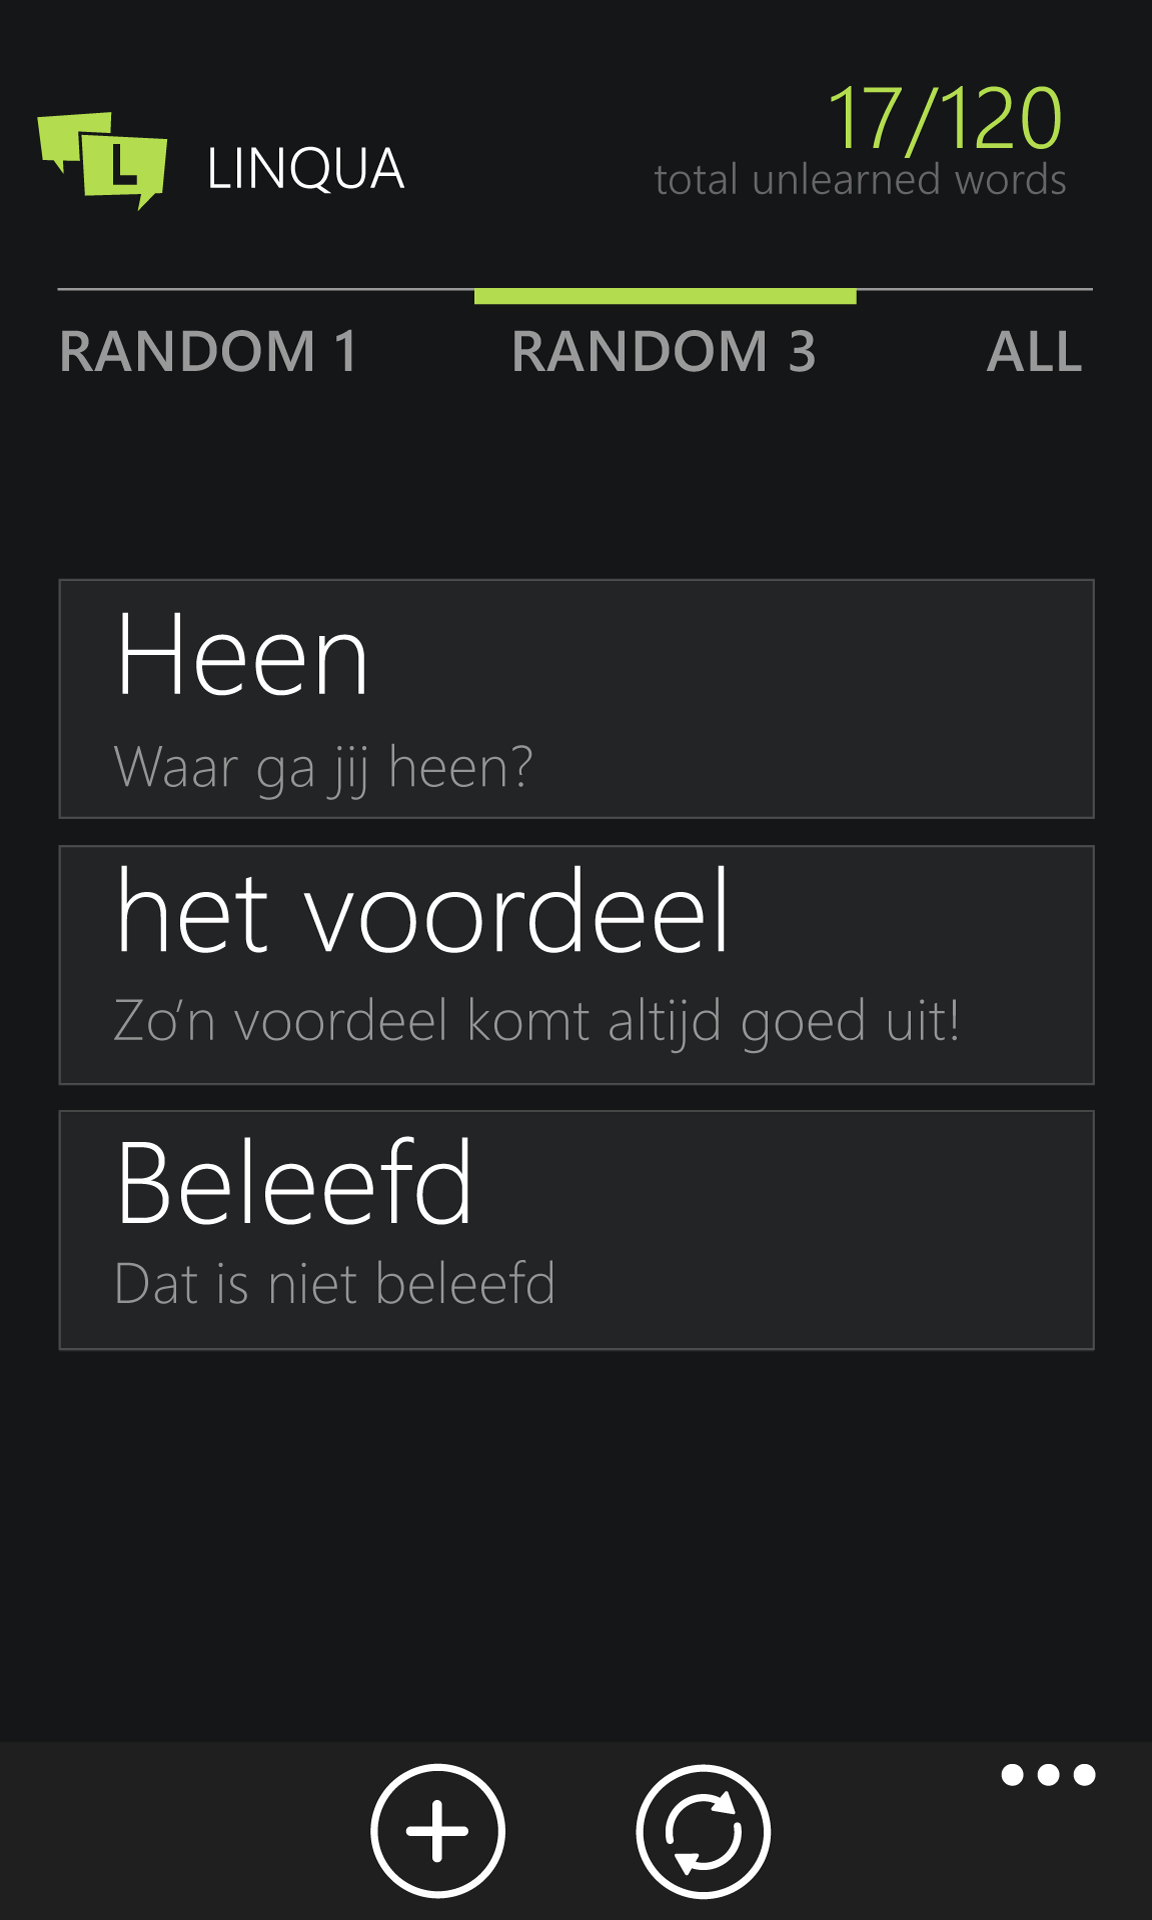 L
LINQUA
17/120
total unlearned words
RANDOM 1
RANDOM 3
ALL
Heen
Waar ga jij heen?
het voordeel
Zo'n voordeel komt altijd goed uit!
Beleefd
Dat is niet beleefd